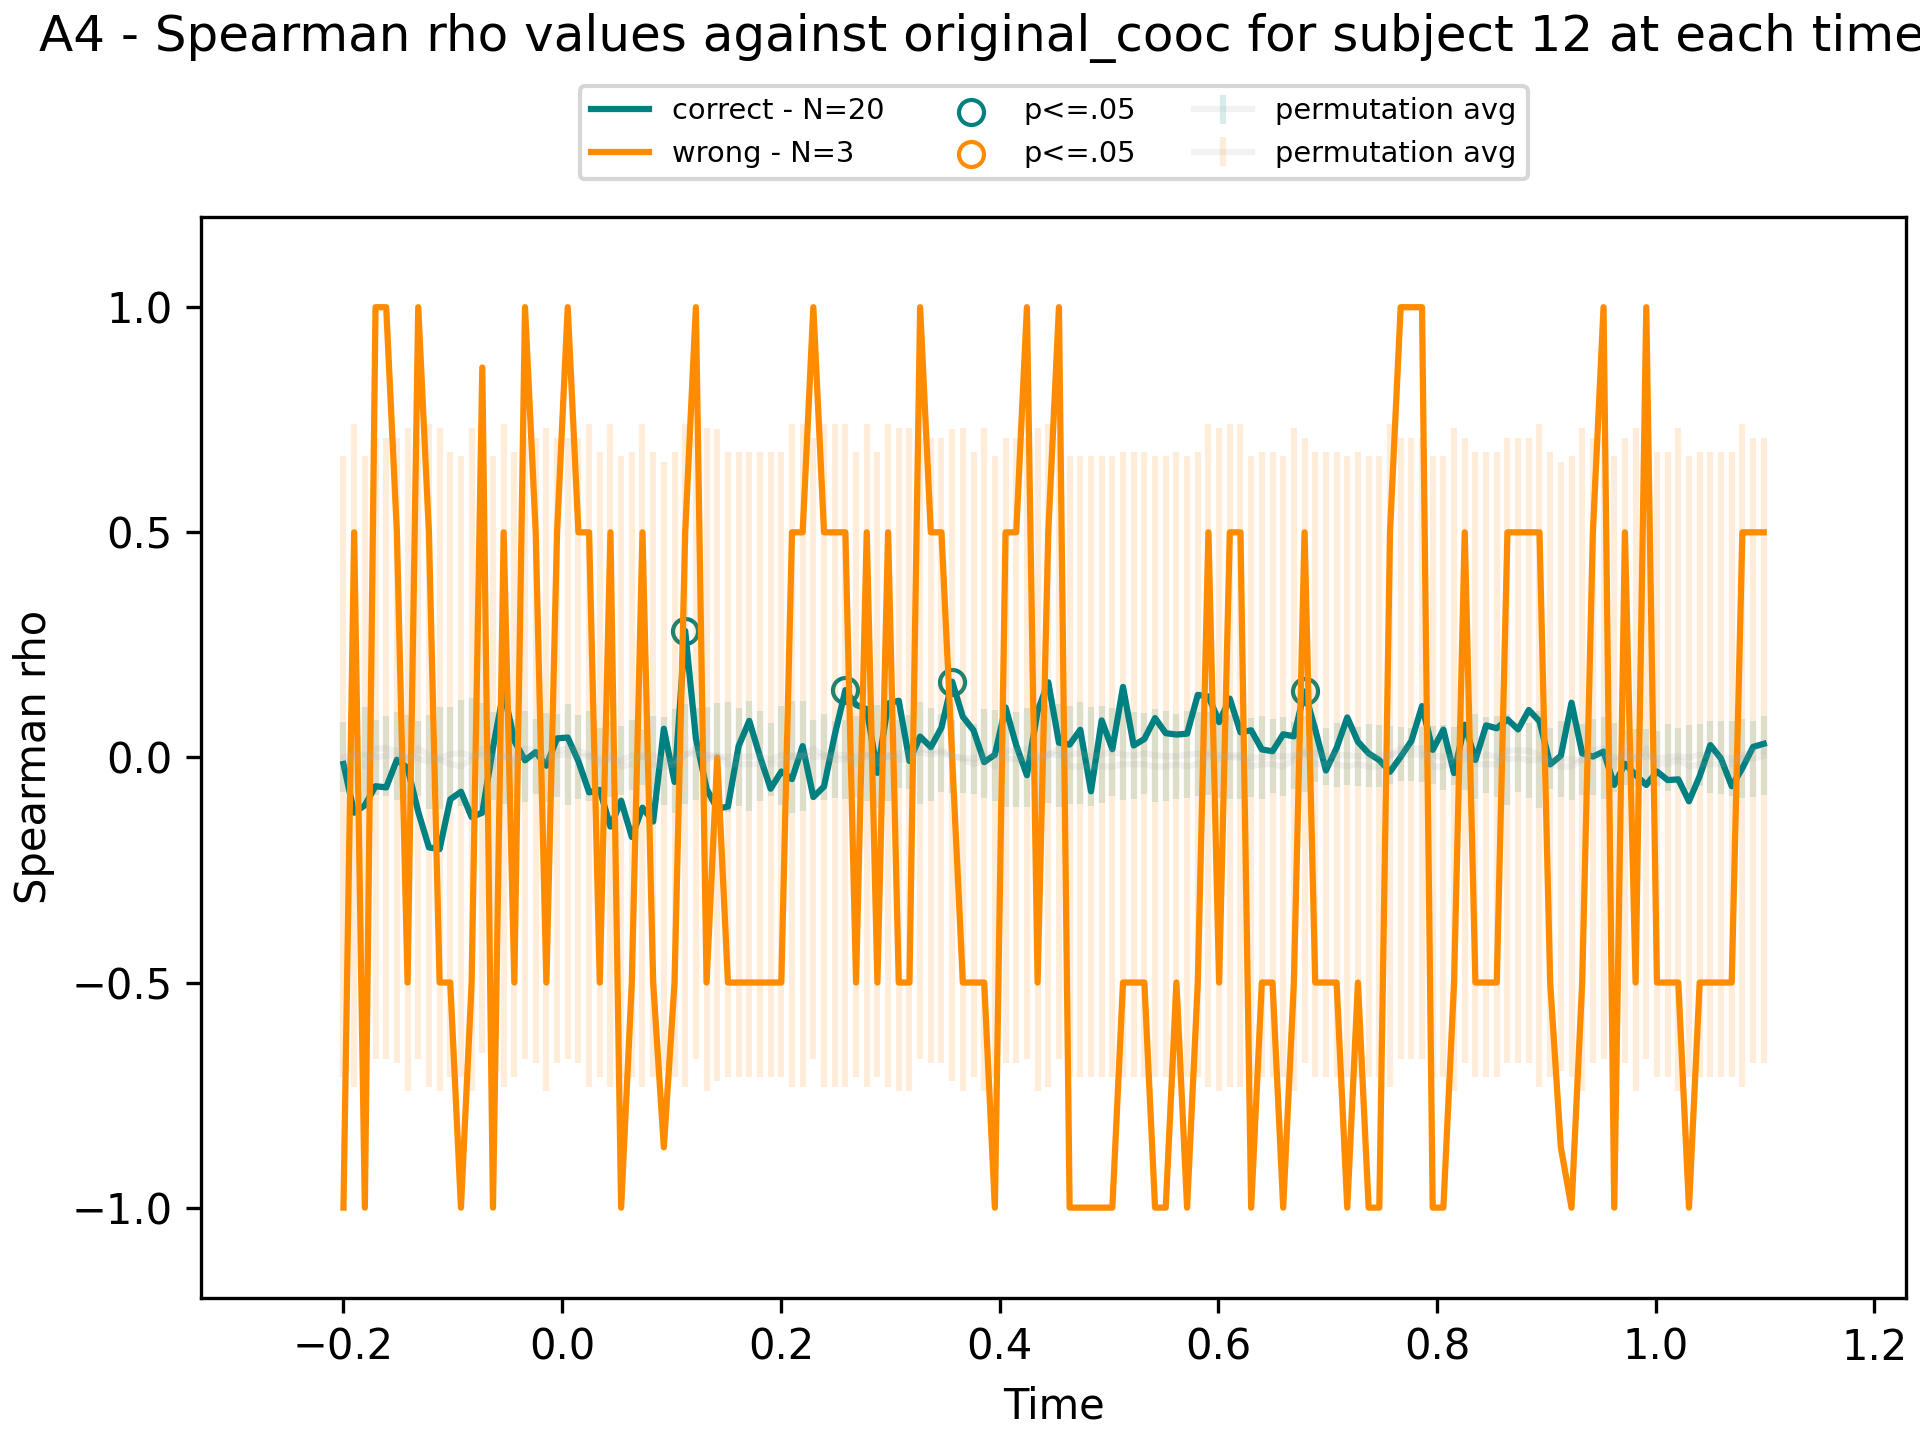 A4 - Spearman rho values against original_cooc for subject 12 at each time
correct - N=20
wrong - N=3
p<=.05
p<=.05
permutation avg
permutation avg
1.0
0.5
0.0
−0.5
−1.0
Spearman rho
−0.2 0.0 0.2 0.4 0.6 0.8 1.0 1.2
Time